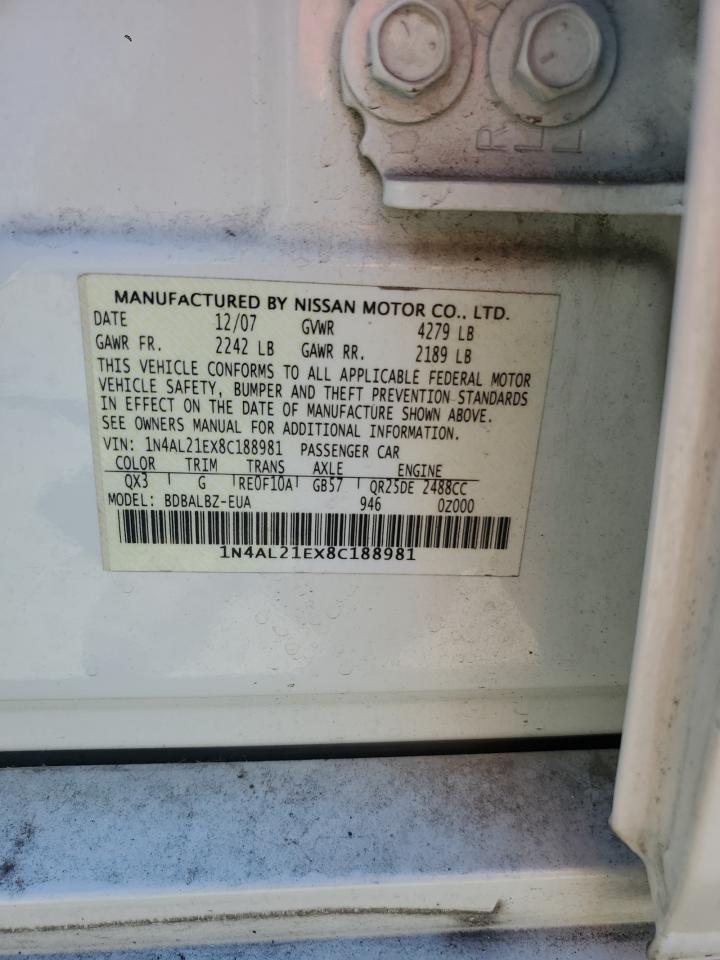 MANUFACTURED BY NISSAN MOTOR CO., LTD.
DATE 12/07 GVWR 4279 LB
GAWR FR. 2242 LB GAWR RR. 2189 LB
THIS VEHICLE CONFORMS TO ALL APPLICABLE FEDERAL MOTOR
VEHICLE SAFETY, BUMPER AND THEFT PREVENTION STANDARDS
IN EFFECT ON THE DATE OF MANUFACTURE SHOWN ABOVE.
SEE OWNERS MANUAL FOR ADDITIONAL INFORMATION.
VIN: 1N4AL21EX8C188981 PASSENGER CAR
COLOR TRIM TRANS AXLE ENGINE
QX3 G RE0F10A GB57 QR25DE 2488CC
MODEL: BDBALBZ-EUA 946 0Z000
1N4AL21EX8C188981